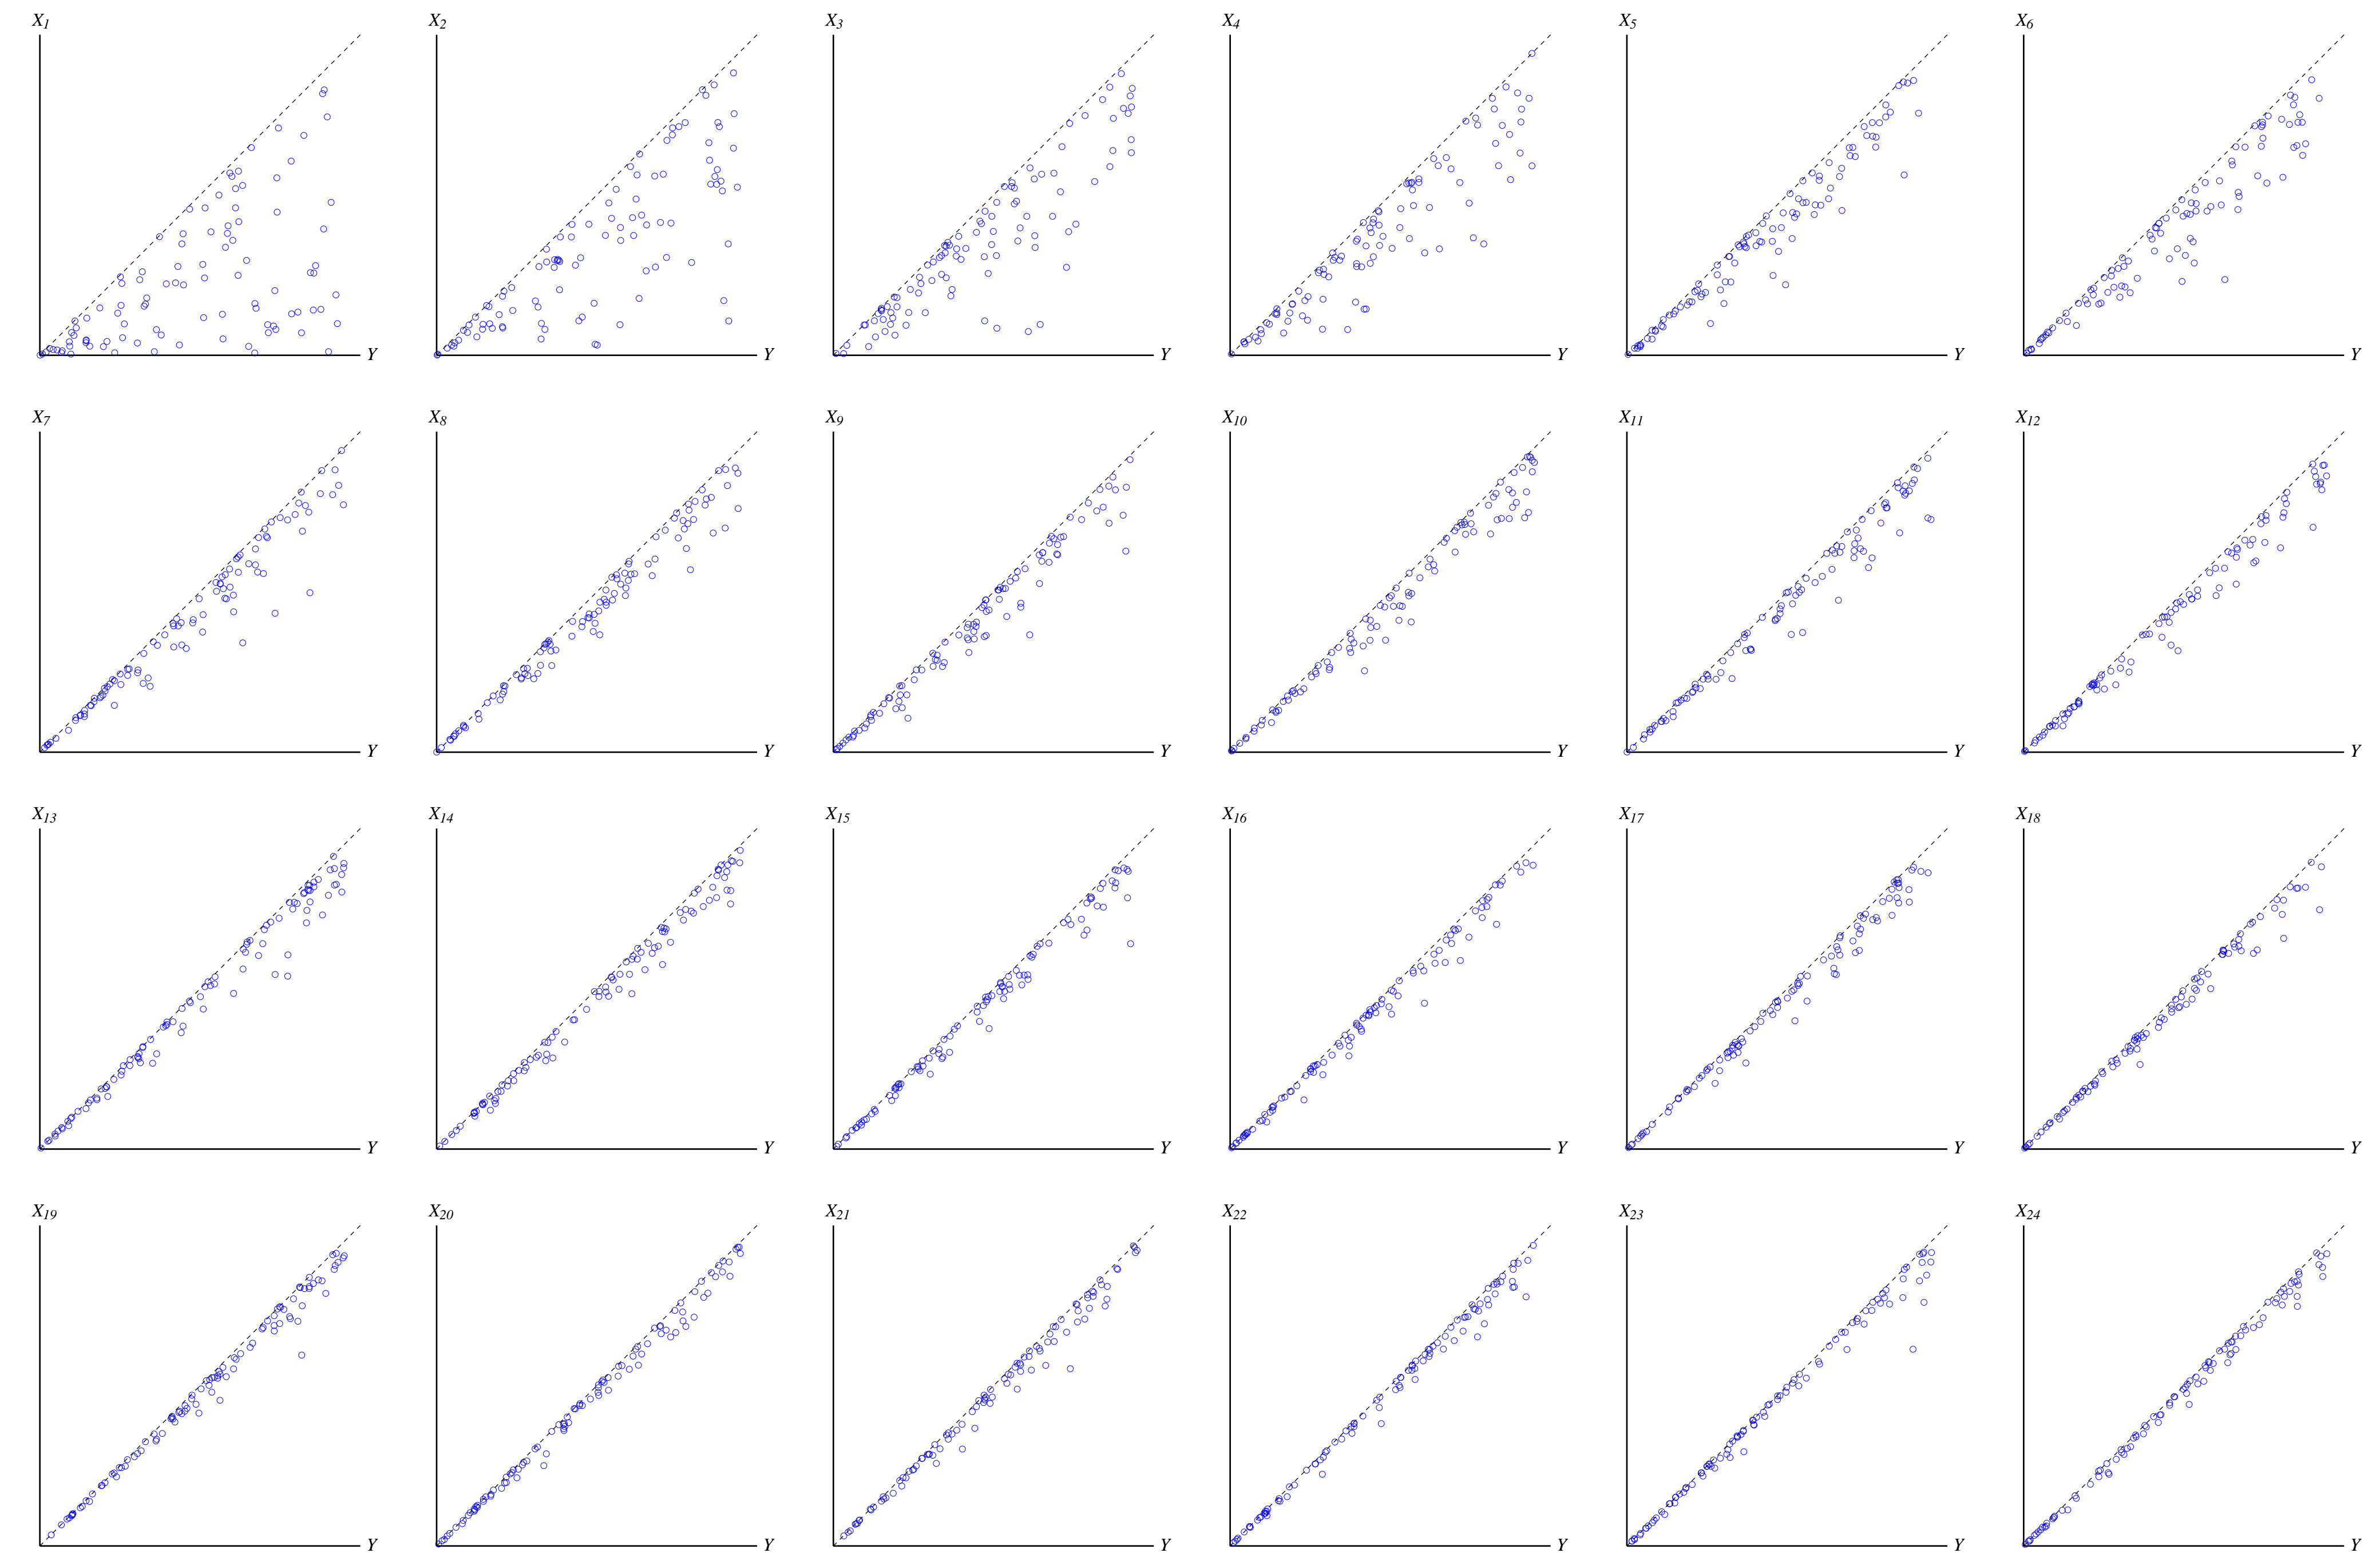 X1 X2 X3 X4 X5 X6
Y Y Y Y Y Y
X7 X8 X9 X10 X11 X12
Y Y Y Y Y Y
X13 X14 X15 X16 X17 X18
Y Y Y Y Y Y
X19 X20 X21 X22 X23 X24
Y Y Y Y Y Y